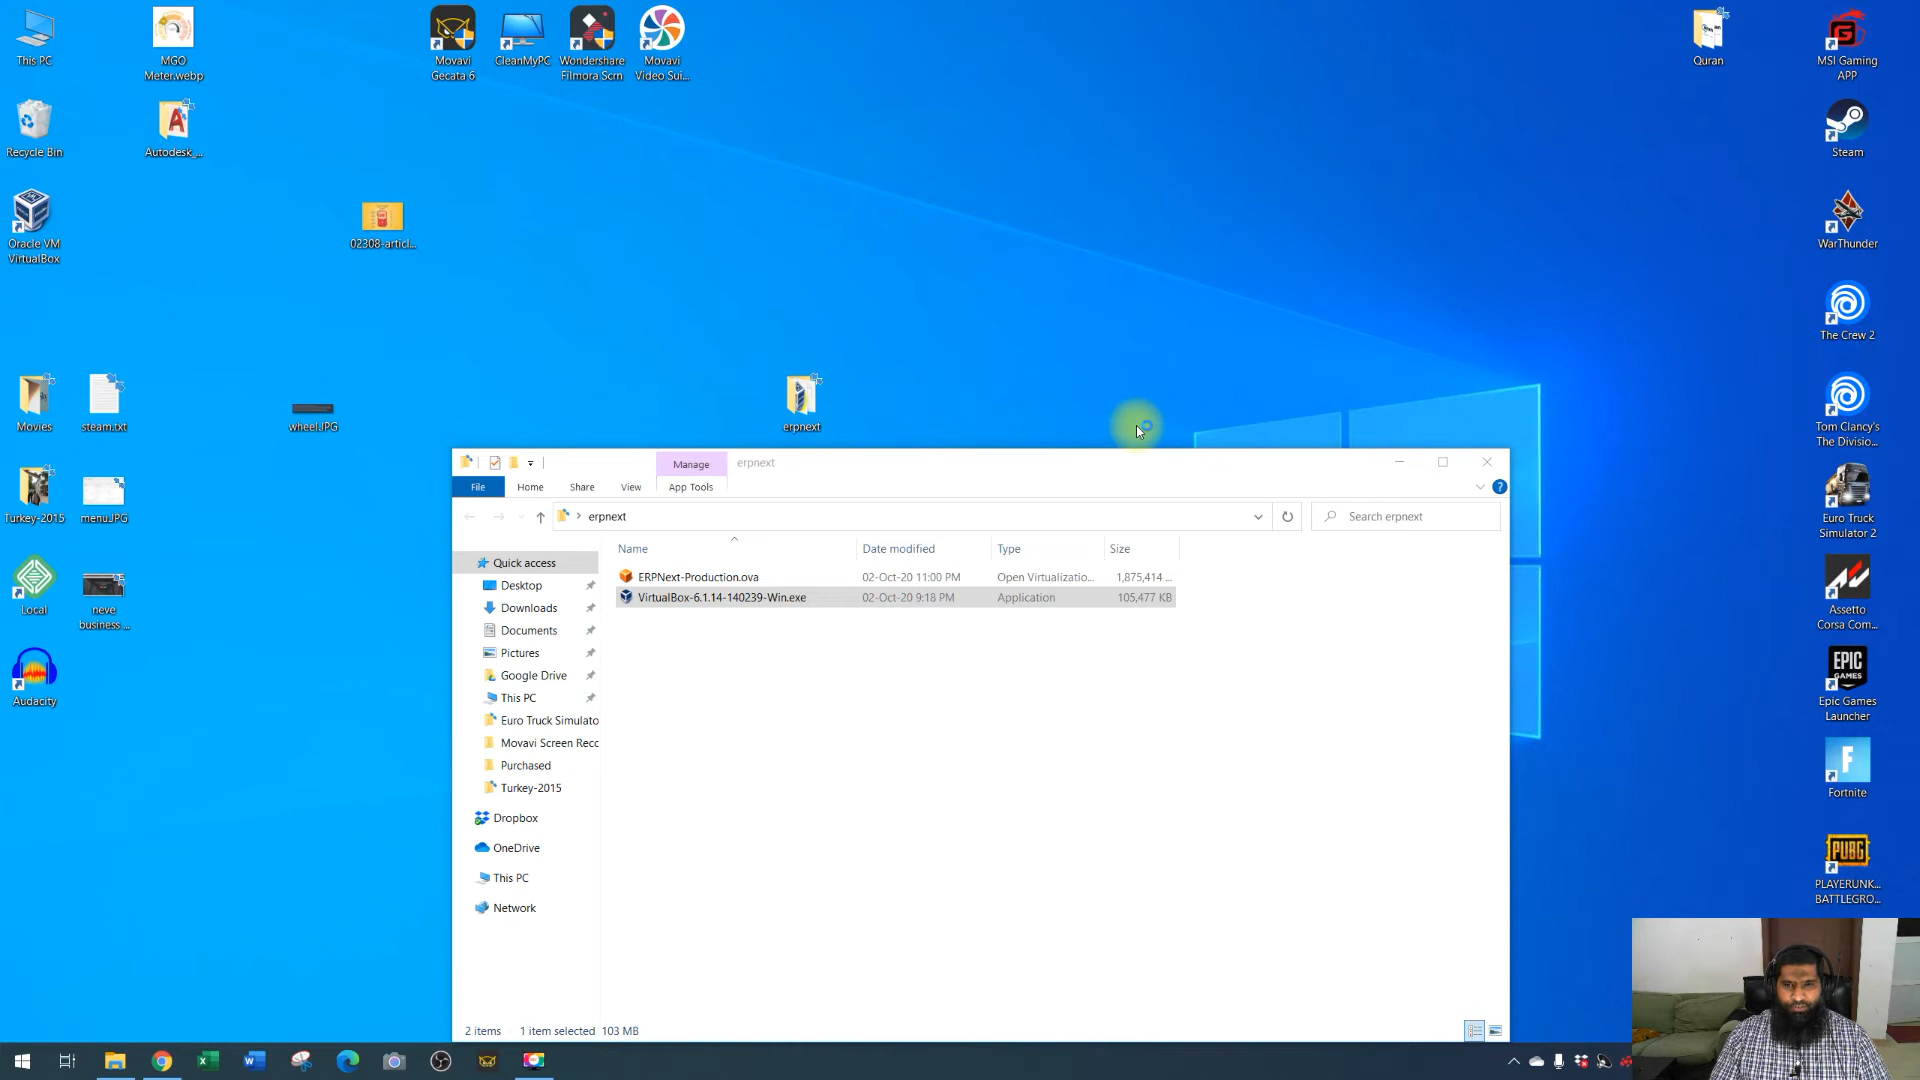 This PC
MGO
Meter.webp
Movavi
Gecata 6
CleanMyPC
Wondershare
Filmora Scrn
Movavi
Video Sui...
Quran
MSI Gaming
APP
Recycle Bin
Autodesk_...
Steam
Oracle VM
VirtualBox
02308-articl...
WarThunder
The Crew 2
Movies
steam.txt
wheel.JPG
erpnext
Tom Clancy's
The Divisio...
Manage
erpnext
File
Home
Share
View
App Tools
Turkey-2015
menu.JPG
erpnext
Search erpnext
Euro Truck
Simulator 2
Name
Date modified
Type
Size
Quick access
ERPNext-Production.ova
02-Oct-20 11:00 PM
Open Virtualizatio...
1,875,414 ...
Desktop
VirtualBox-6.1.14-140239-Win.exe
02-Oct-20 9:18 PM
Application
105,477 KB
Downloads
Local
neve
business ...
Documents
Assetto
Corsa Com...
Pictures
Google Drive
This PC
Audacity
EPIC
GAMES
Epic Games
Launcher
Euro Truck Simulato
Movavi Screen Recc
Purchased
Turkey-2015
F
Fortnite
Dropbox
OneDrive
This PC
PUBG
PLAYERUNK...
BATTLEGRO...
Network
2 items
1 item selected
103 MB